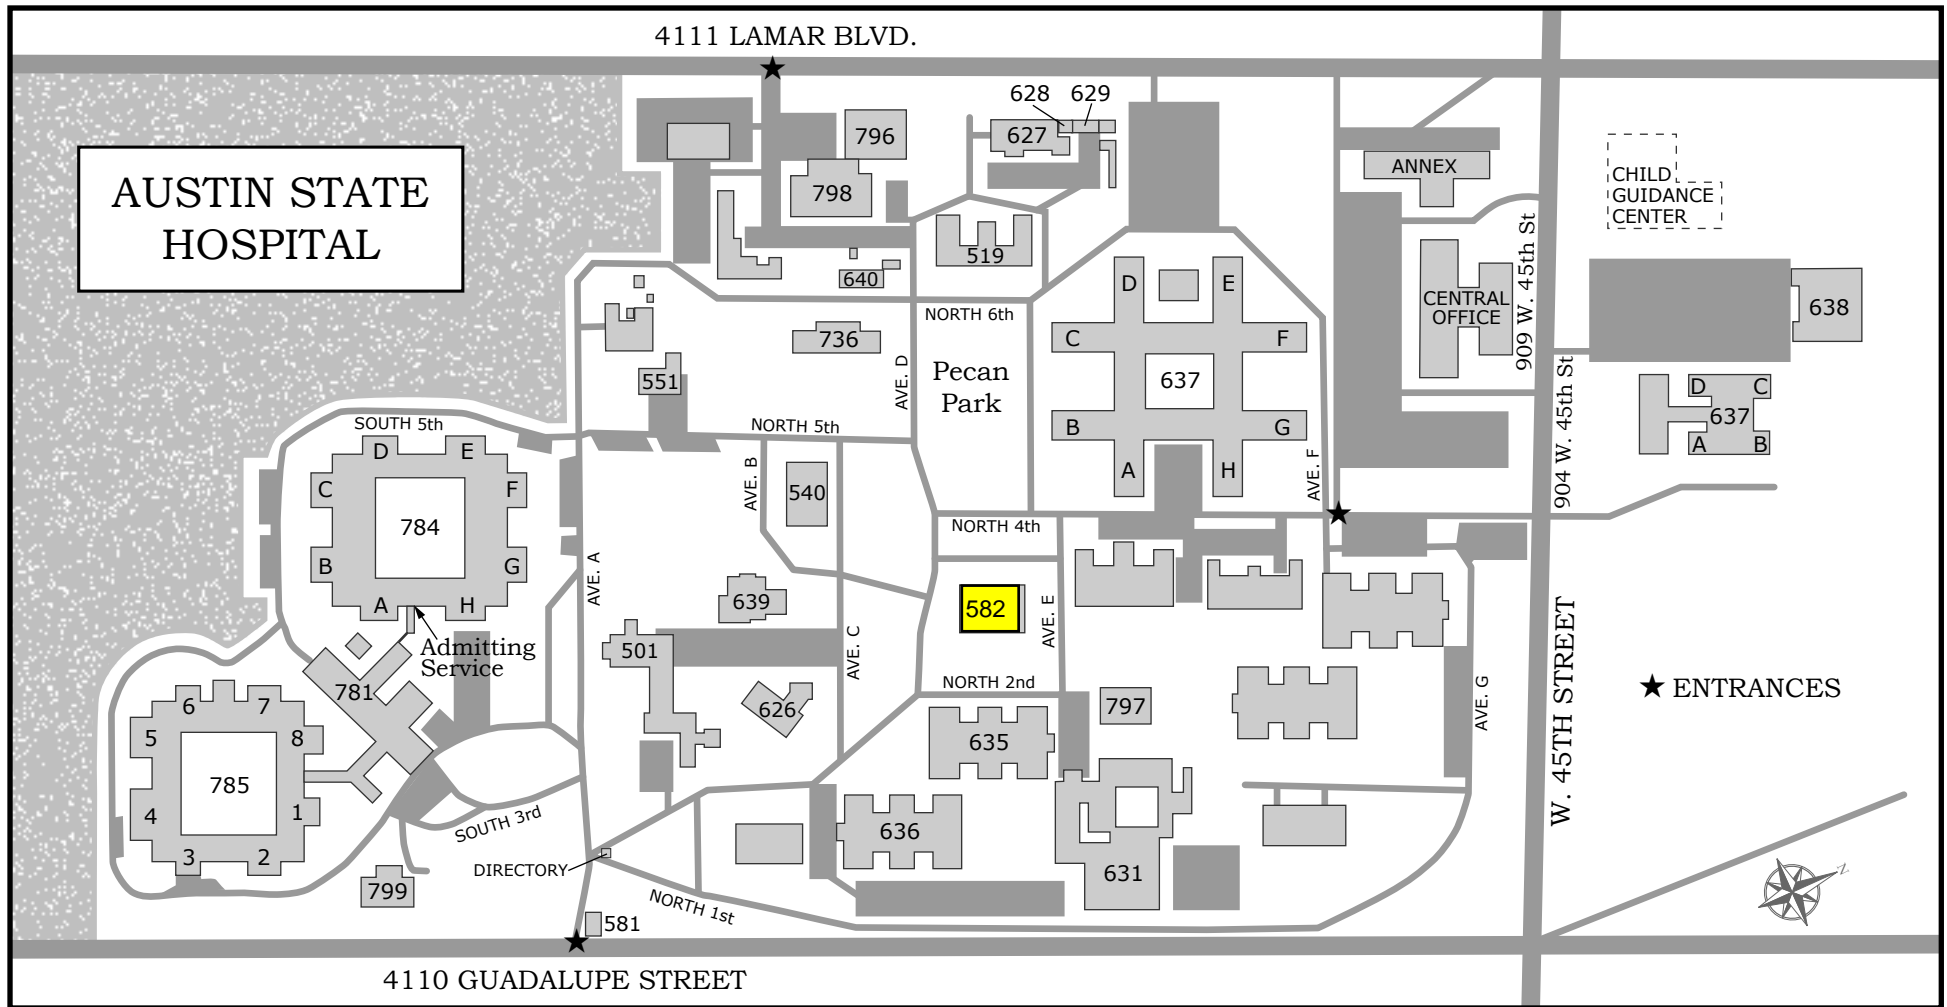 4111 LAMAR BLVD.
AUSTIN STATE
HOSPITAL
628
629
627
796
798
519
640
736
551
ANNEX
CHILD
GUIDANCE
CENTER
909 W. 45th St
CENTRAL
OFFICE
638
NORTH 6th
Pecan
Park
AVE. D
D
E
C
F
637
B
G
A
H
AVE. F
904 W. 45th St
D
C
637
A
B
SOUTH 5th
NORTH 5th
D
E
C
F
784
B
G
A
H
Admitting
Service
AVE. B
540
NORTH 4th
AVE. A
639
582
AVE. E
501
AVE. C
626
NORTH 2nd
797
635
AVE. G
W. 45TH STREET
ENTRANCES
781
6
7
5
8
785
4
1
3
2
SOUTH 3rd
DIRECTORY
799
636
631
NORTH 1st
581
N
4110 GUADALUPE STREET